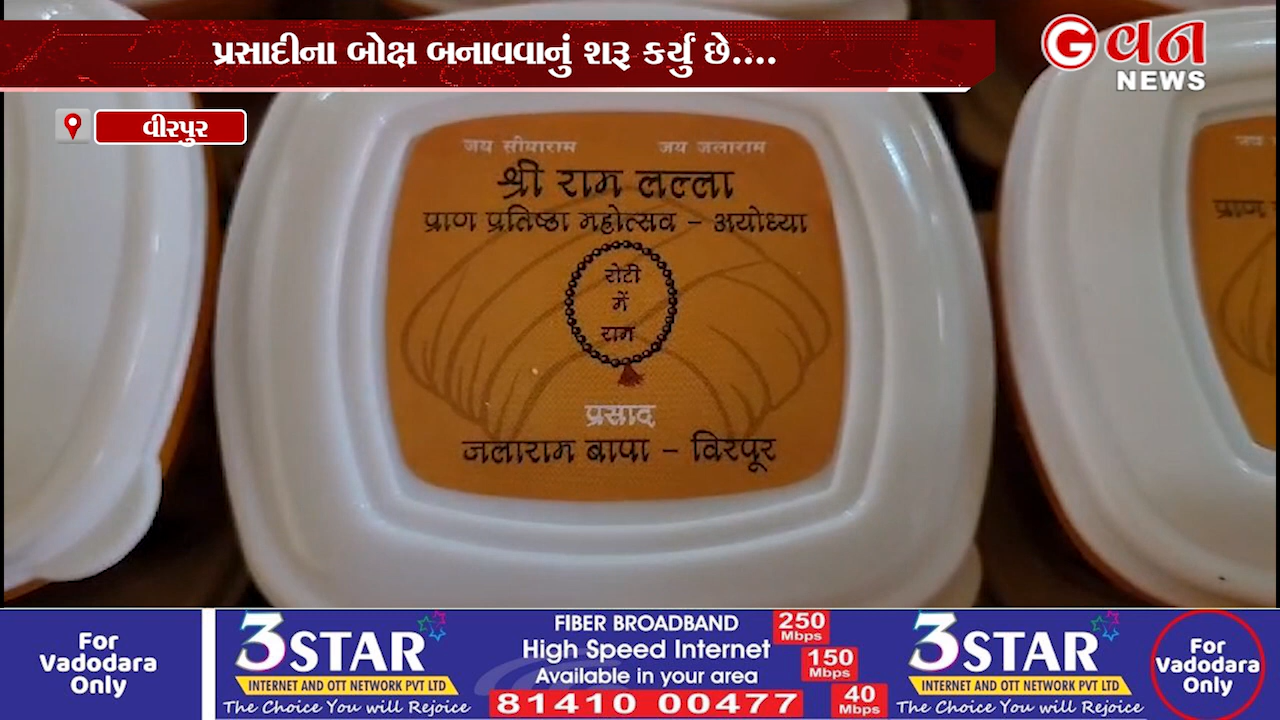 પ્રસાદીના બોક્ષ બનાવવાનું શરૂ કર્યું છે....
G વન
NEWS
વીરપુર
जय सीयाराम जय जलाराम
श्री राम लल्ला
प्राण प्रतिष्ठा महोत्सव – अयोध्या
रोटी
में
राम
प्रसाद
जलाराम बापा – विरपूर
जय
प्राण
For
Vadodara
Only
3STAR
INTERNET AND OTT NETWORK PVT LTD
The Choice You will Rejoice
FIBER BROADBAND
High Speed Internet
Available in your area
81410 00477
250
Mbps
150
Mbps
40
Mbps
3STAR
INTERNET AND OTT NETWORK PVT LTD
The Choice You will Rejoice
For
Vadodara
Only